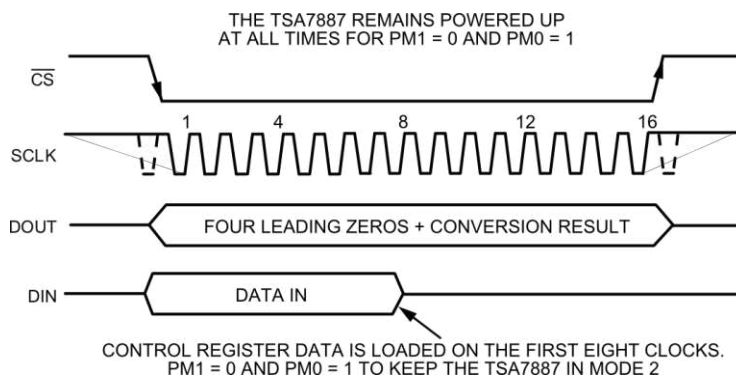 THE TSA7887 REMAINS POWERED UP
AT ALL TIMES FOR PM1 = 0 AND PM0 = 1
CS
1 4 8 12 16
SCLK
DOUT FOUR LEADING ZEROS + CONVERSION RESULT
DIN DATA IN
CONTROL REGISTER DATA IS LOADED ON THE FIRST EIGHT CLOCKS.
PM1 = 0 AND PM0 = 1 TO KEEP THE TSA7887 IN MODE 2